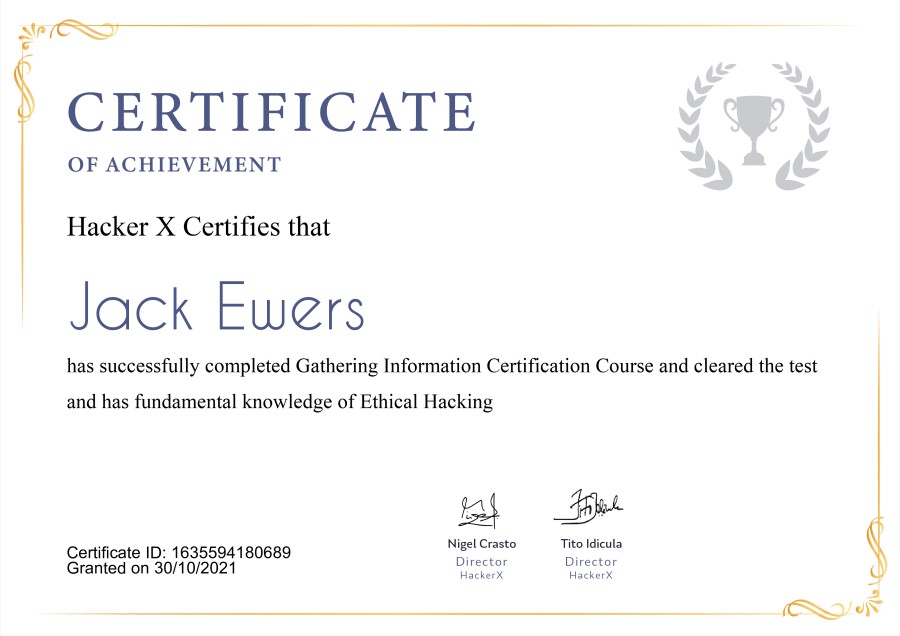 CERTIFICATE
OF ACHIEVEMENT
Hacker X Certifies that
Jack Ewers
has successfully completed Gathering Information Certification Course and cleared the test
and has fundamental knowledge of Ethical Hacking
Certificate ID: 1635594180689
Granted on 30/10/2021
Nigel Crasto
Director
HackerX
Tito Idicula
Director
HackerX